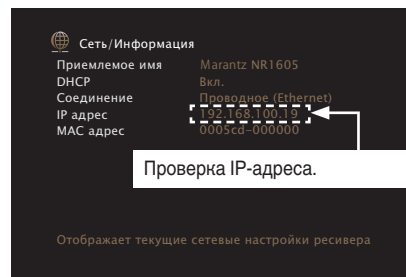 Сеть/Информация
Приемлемое имя Marantz NR1605
DHCP Вкл.
Соединение Проводное (Ethernet)
IP адрес 192.168.100.19
MAC адрес 0005cd-000000
Проверка IP-адреса.
Отображает текущие сетевые настройки ресивера